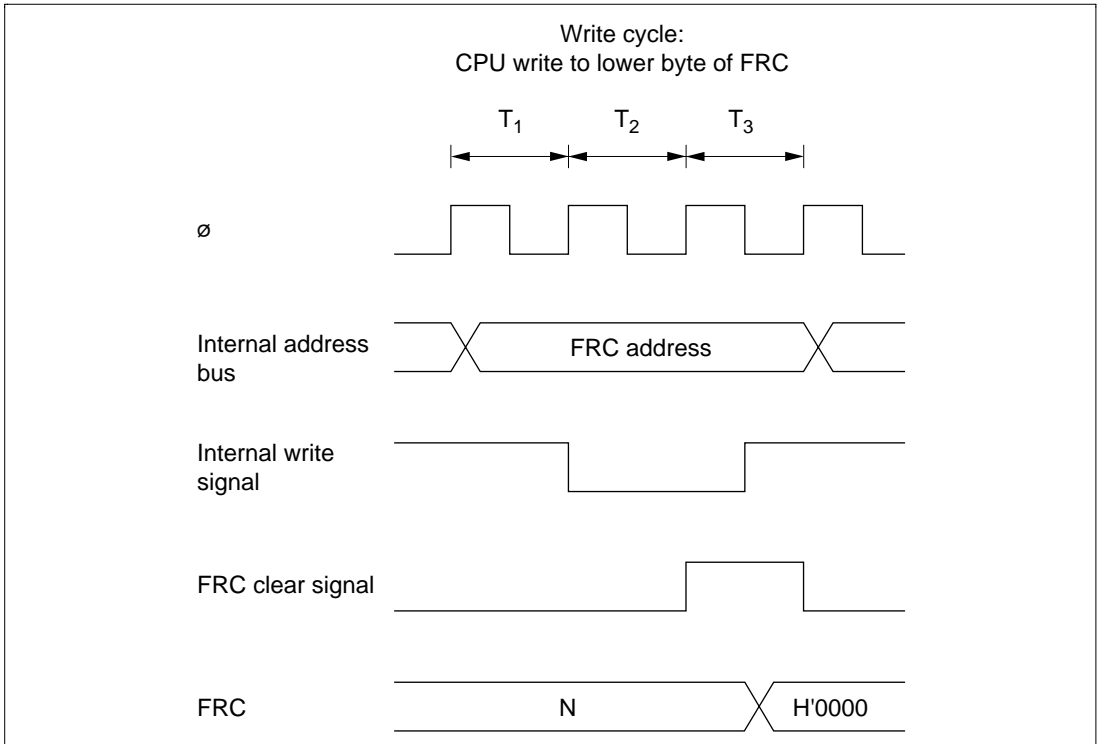 Write cycle:
CPU write to lower byte of FRC
T1 T2 T3
ø
Internal address
bus
FRC address
Internal write
signal
FRC clear signal
FRC
N
H'0000